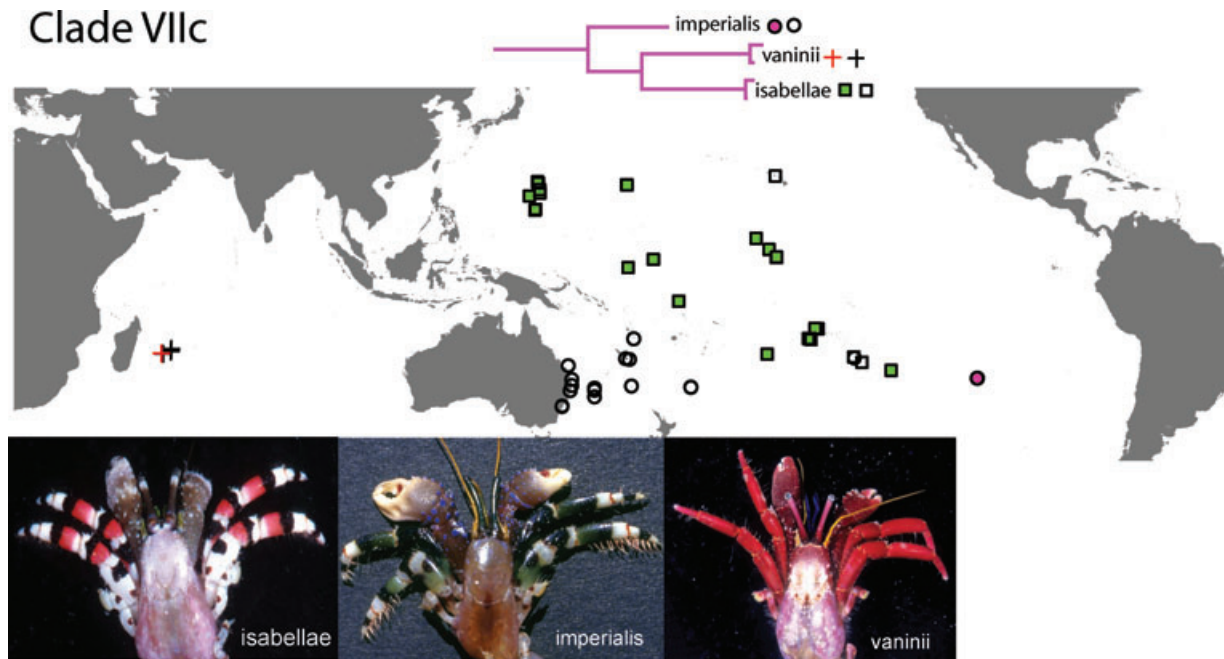 Clade VIIc
imperialis
vaninii
isabellae
isabellae
imperialis
vaninii